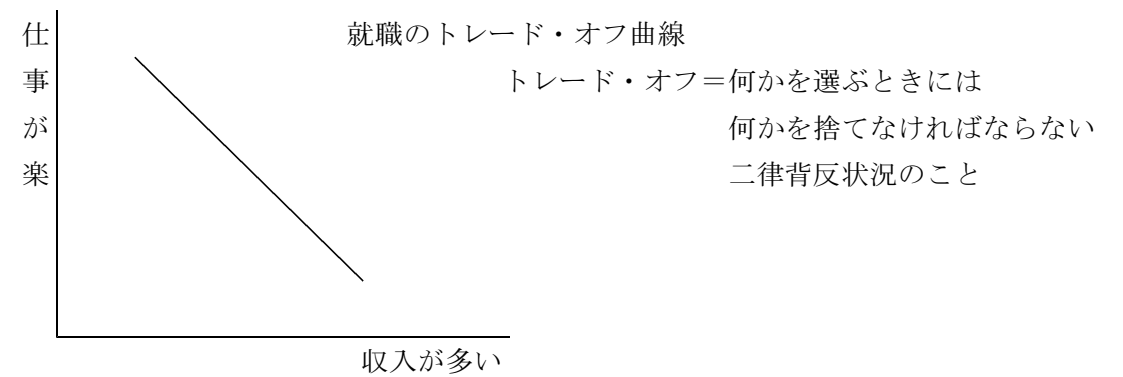 仕事が楽
就職のトレード・オフ曲線
トレード・オフ＝何かを選ぶときには
何かを捨てなければならない
二律背反状況のこと
収入が多い